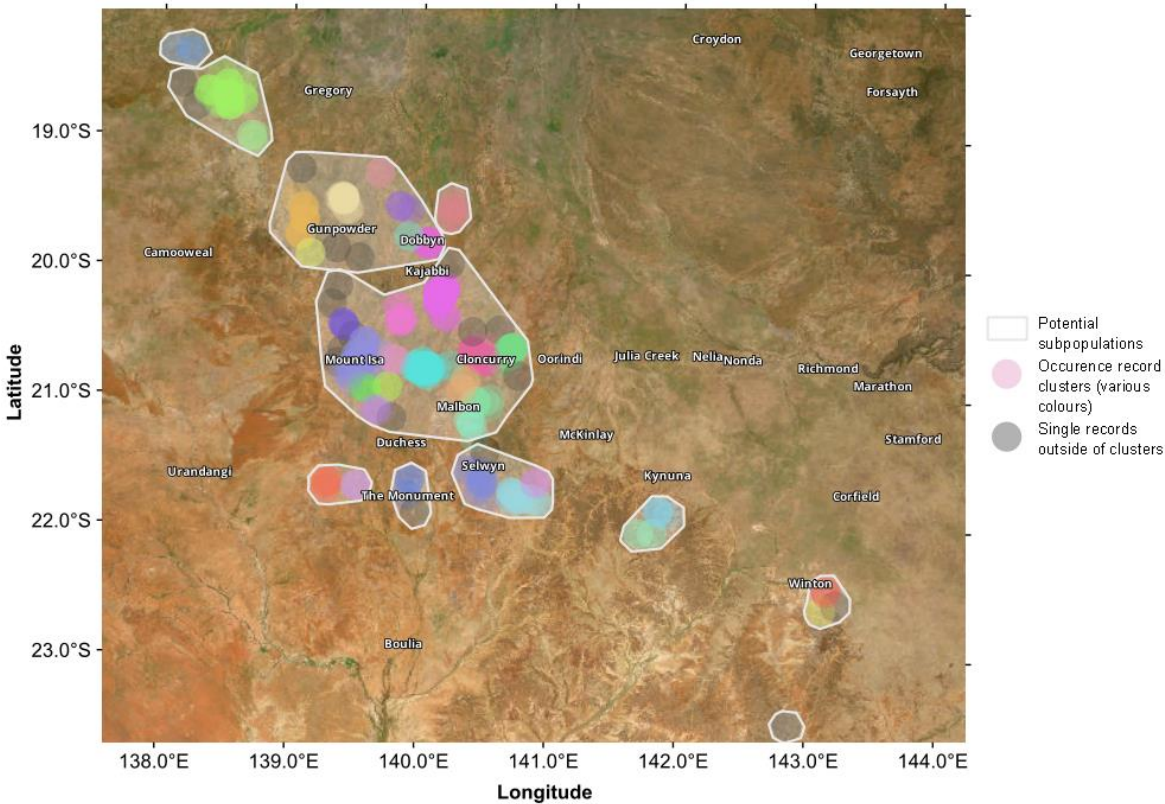 Croydon
Georgetown
Gregory
Forsayth
19.0°S
Gunpowder
Dobbyn
Camooweal
20.0°S
Kajabbi
Mount Isa
Cloncurry
Oorindi
Julia Creek
Nelia
Nonda
Richmond
Marathon
21.0°S
Malbon
Duchess
McKinlay
Stamford
Urandangi
Selwyn
The Monument
Kynuna
Corfield
22.0°S
Winton
23.0°S
Boulia
138.0°E
139.0°E
140.0°E
141.0°E
142.0°E
143.0°E
144.0°E
Longitude
Latitude
Potential
subpopulations
Occurence record
clusters (various
colours)
Single records
outside of clusters